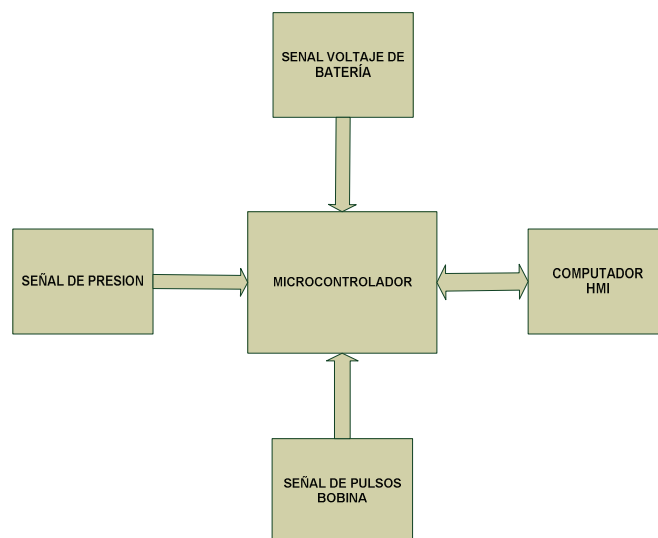 SENAL VOLTAJE DE
BATERÍA
SEÑAL DE PRESION
MICROCONTROLADOR
COMPUTADOR
HMI
SEÑAL DE PULSOS
BOBINA